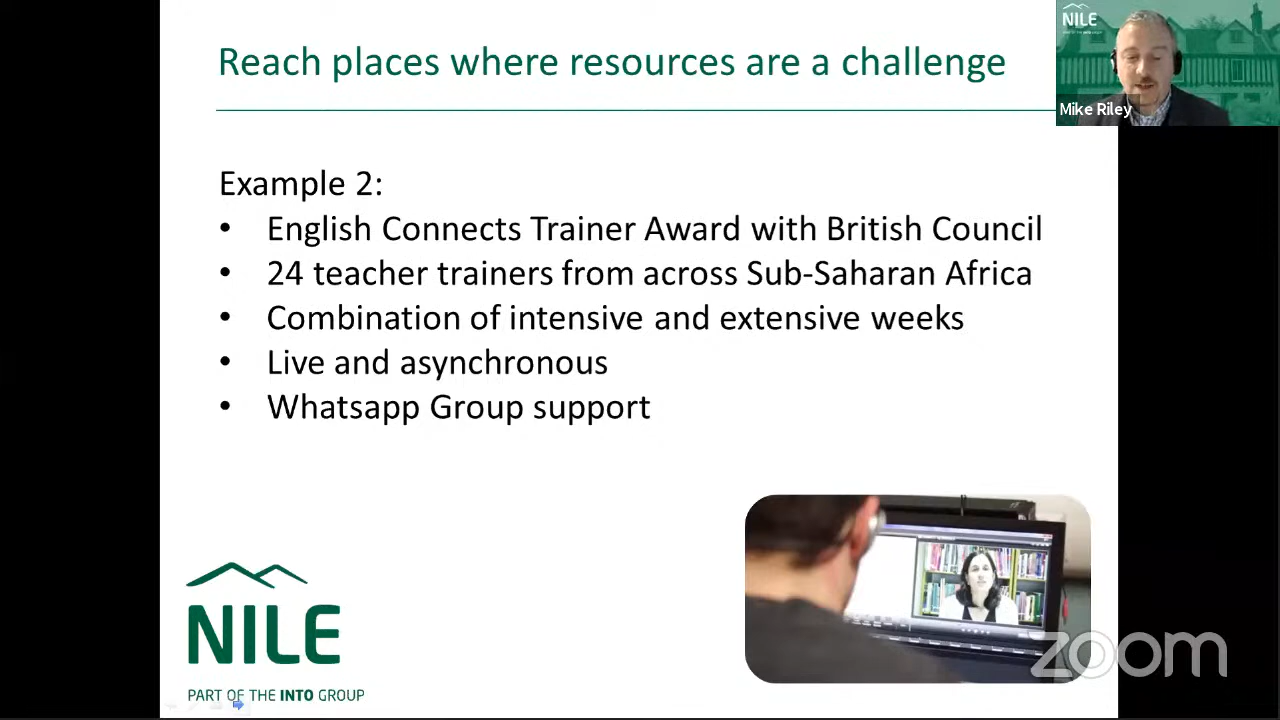 Reach places where resources are a challenge
Example 2:
• English Connects Trainer Award with British Council
• 24 teacher trainers from across Sub-Saharan Africa
• Combination of intensive and extensive weeks
• Live and asynchronous
• Whatsapp Group support
NILE
PART OF THE INTO GROUP
NILE
Mike Riley
zoom